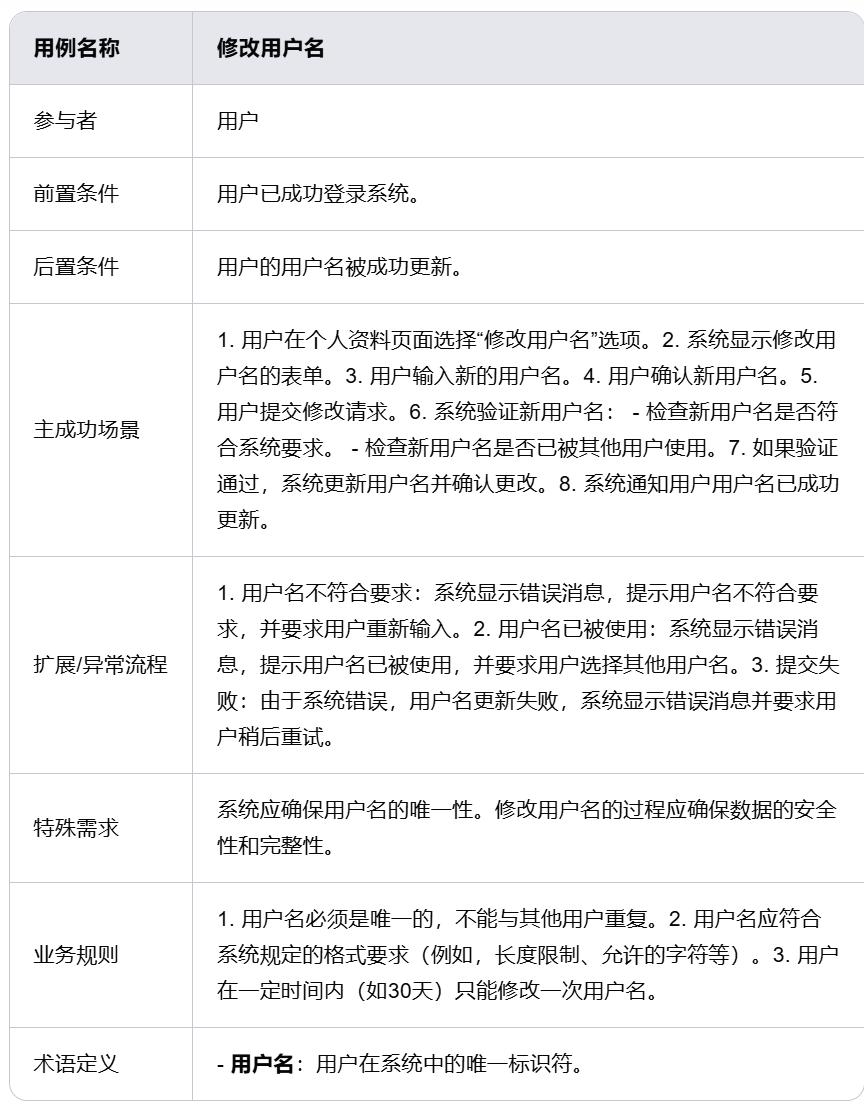 用例名称
修改用户名
参与者
用户
前置条件
用户已成功登录系统。
后置条件
用户的用户名被成功更新。
主成功场景
1. 用户在个人资料页面选择“修改用户名”选项。2. 系统显示修改用
户名的表单。3. 用户输入新的用户名。4. 用户确认新用户名。5.
用户提交修改请求。6. 系统验证新用户名： - 检查新用户名是否符
合系统要求。 - 检查新用户名是否已被其他用户使用。7. 如果验证
通过，系统更新用户名并确认更改。8. 系统通知用户用户名已成功
更新。
扩展/异常流程
1. 用户名不符合要求：系统显示错误消息，提示用户名不符合要
求，并要求用户重新输入。2. 用户名已被使用：系统显示错误消
息，提示用户名已被使用，并要求用户选择其他用户名。3. 提交失
败：由于系统错误，用户名更新失败，系统显示错误消息并要求用
户稍后重试。
特殊需求
系统应确保用户名的唯一性。修改用户名的过程应确保数据的安全
性和完整性。
业务规则
1. 用户名必须是唯一的，不能与其他用户重复。2. 用户名应符合
系统规定的格式要求（例如，长度限制、允许的字符等）。3. 用户
在一定时间内（如30天）只能修改一次用户名。
术语定义
- 用户名：用户在系统中的唯一标识符。